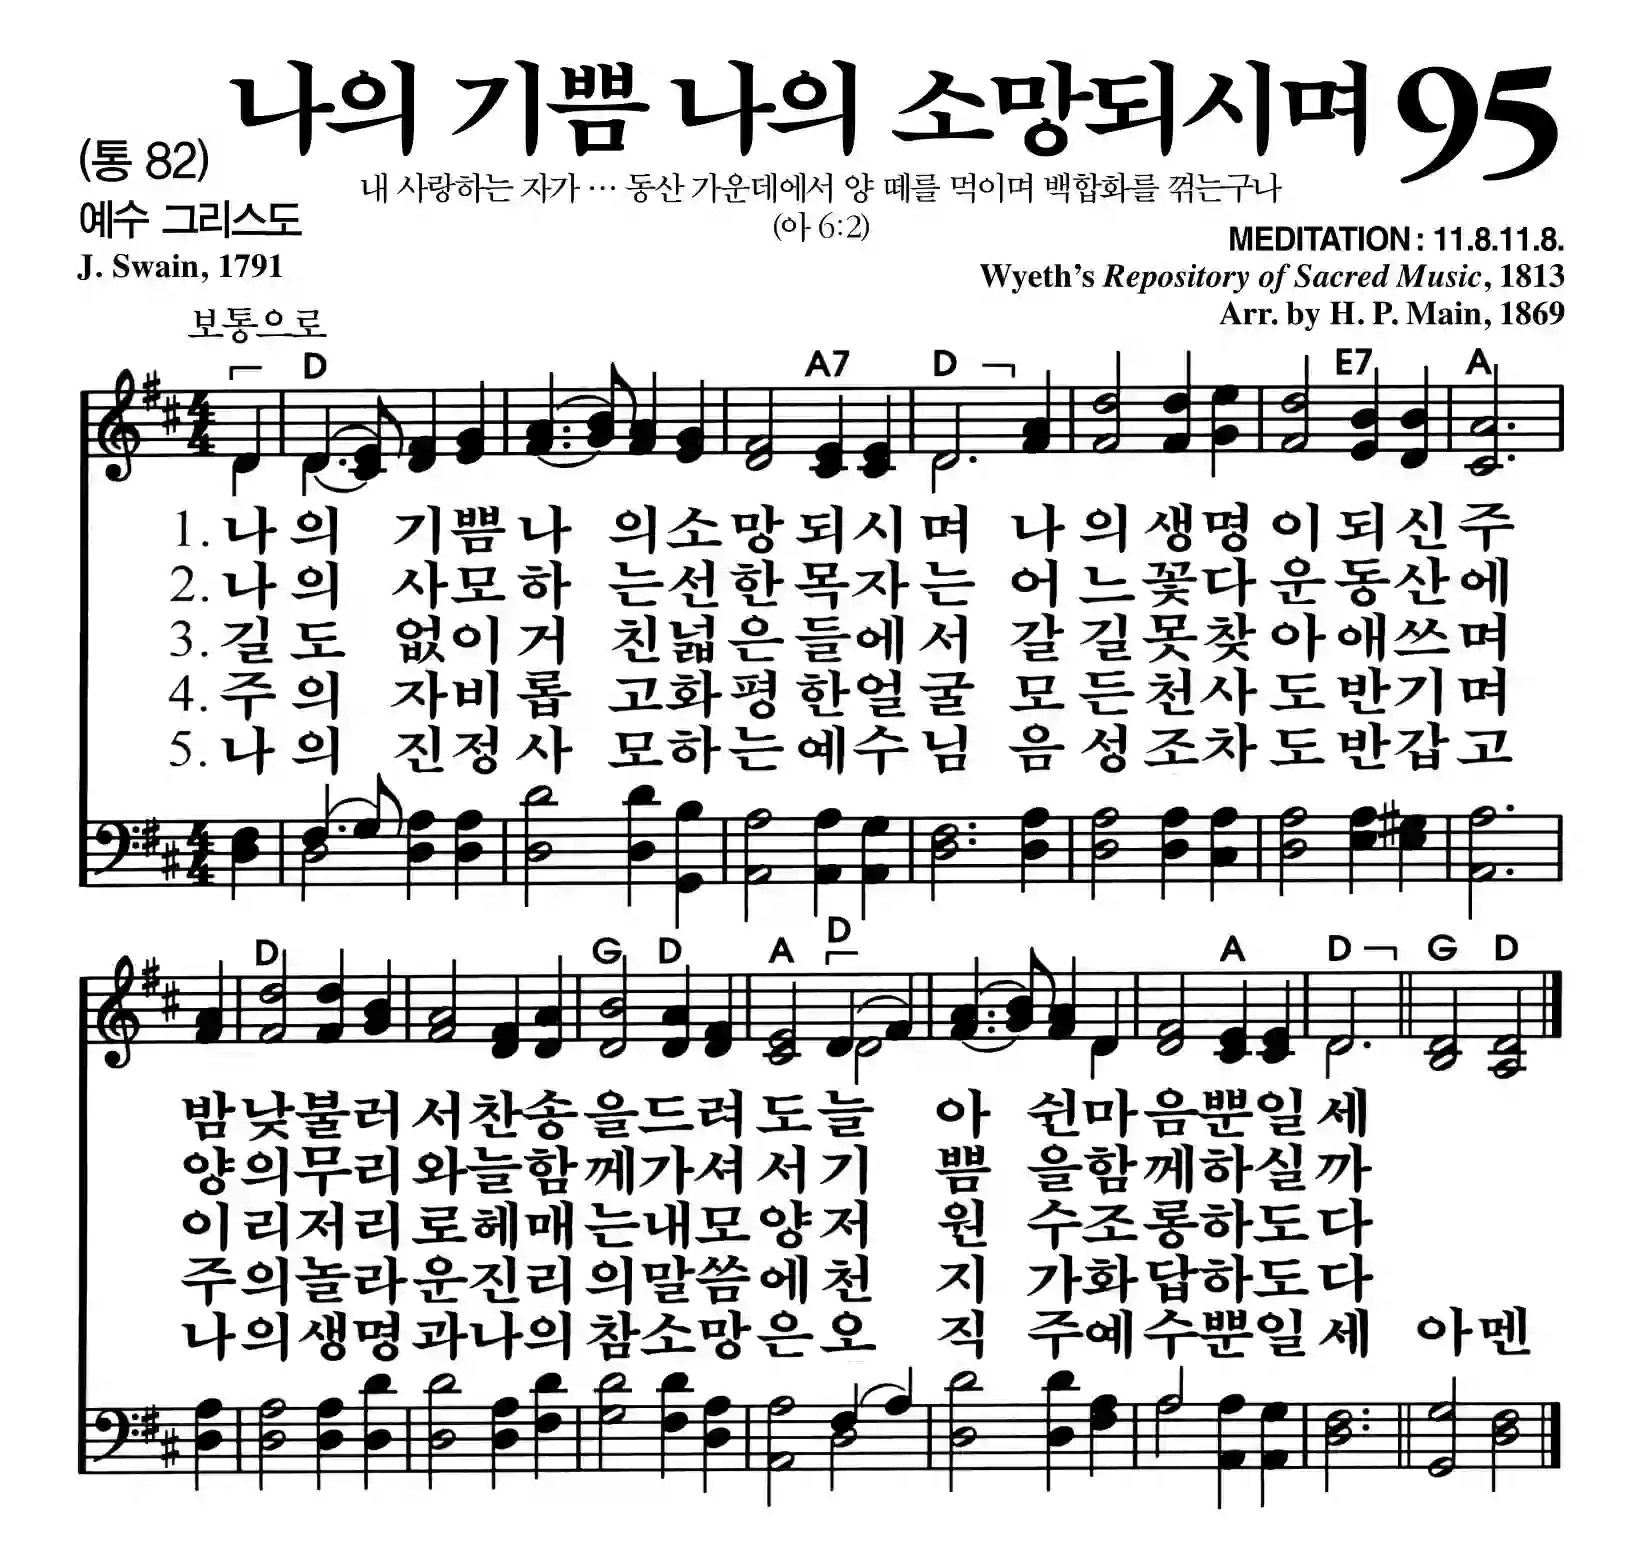 나의 기쁨 나의 소망되시며 95
(통 82)
내 사랑하는 자가 … 동산 가운데에서 양 떼를 먹이며 백합화를 꺾는구나
(아 6:2)
예수 그리스도
J. Swain, 1791
MEDITATION : 11.8.11.8.
Wyeth's Repository of Sacred Music, 1813
Arr. by H. P. Main, 1869
보통으로
D A7 D E7 A
1. 나의 기쁨나 의소망되시며 나의생명이되신주
2. 나의 사모하 는선한목자는 어느꽃다운동산에
3. 길도 없이거 친넓은들에서 갈길못찾아애쓰며
4. 주의 자비롭 고화평한얼굴 모든천사도반기며
5. 나의 진정사 모하는예수님 음성조차도반갑고
D G D A D A D G D
밤낮불러서찬송을드려도늘 아 쉰마음뿐일세
양의무리와늘함께가셔서기 쁨 을함께하실까
이리저리로헤매는내모양저 원 수조롱하도다
주의놀라운진리의말씀에천 지 가화답하도다
나의생명과나의참소망은오 직 주예수뿐일세 아멘